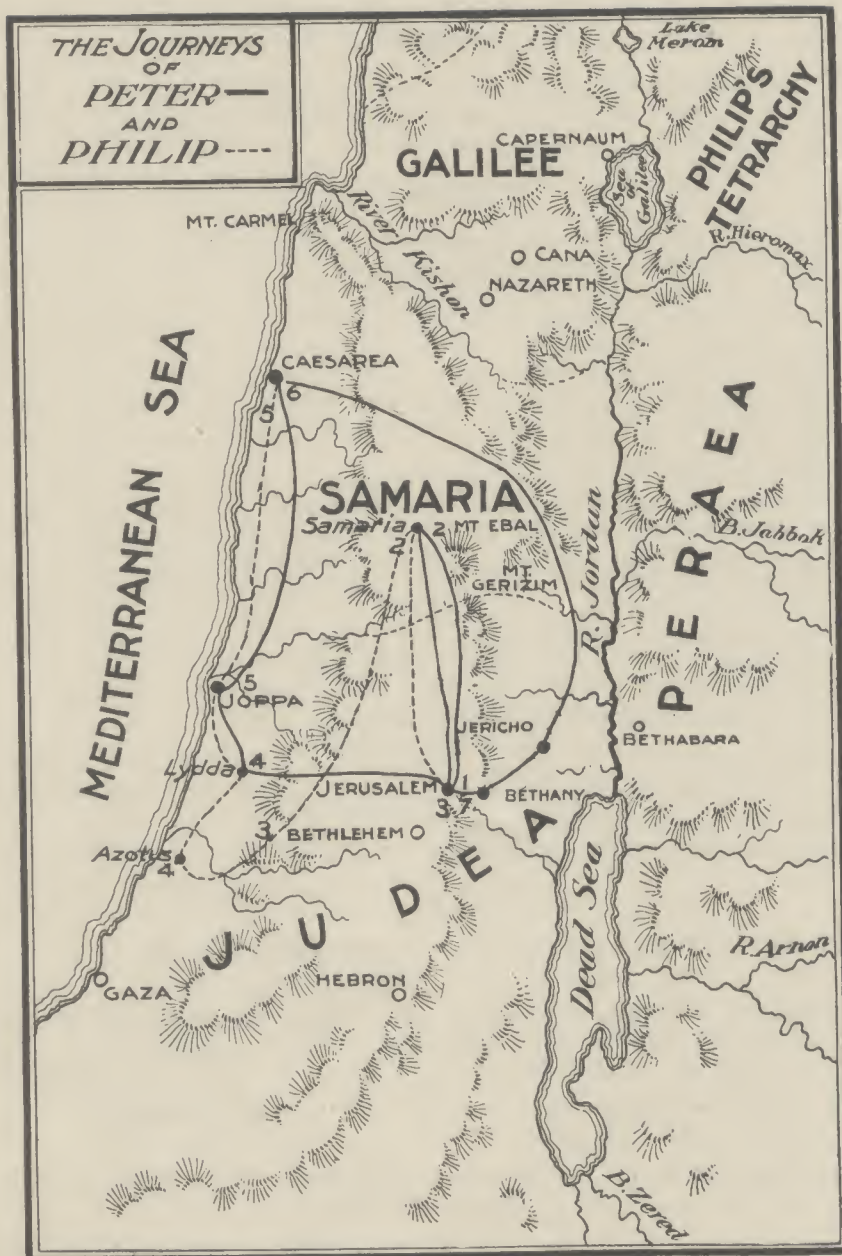 THE JOURNEYS
OF
PETER—
AND
PHILIP----
Lake
Merom
PHILIP'S
TETRARCHY
CAPERNAUM
GALILEE
Sea
of
Galilee
MT. CARMEL
River
Kishon
R. Hieromax
CANA
NAZARETH
CAESAREA
6
5
MEDITERRANEAN SEA
SAMARIA
Samaria
2
MT EBAL
2
PERAEA
B. Jabbok
MT.
GERIZIM
R. Jordan
5
JOPPA
JERICHO
BETHABARA
Lydda
4
JERUSALEM
1
3
7
BETHANY
3
BETHLEHEM
Azotus
4
JUDEA
Dead Sea
GAZA
HEBRON
R. Arnon
B. Zered